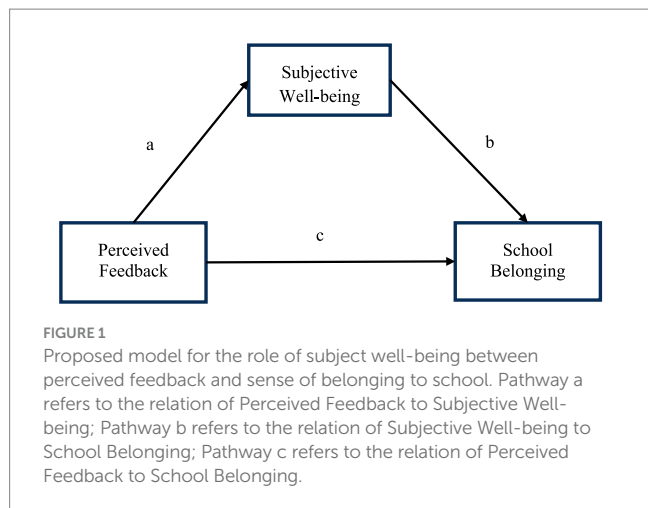 Subjective
Well-being
a
b
c
Perceived
Feedback
School
Belonging
FIGURE 1
Proposed model for the role of subject well-being between
perceived feedback and sense of belonging to school. Pathway a
refers to the relation of Perceived Feedback to Subjective Well-
being; Pathway b refers to the relation of Subjective Well-being to
School Belonging; Pathway c refers to the relation of Perceived
Feedback to School Belonging.